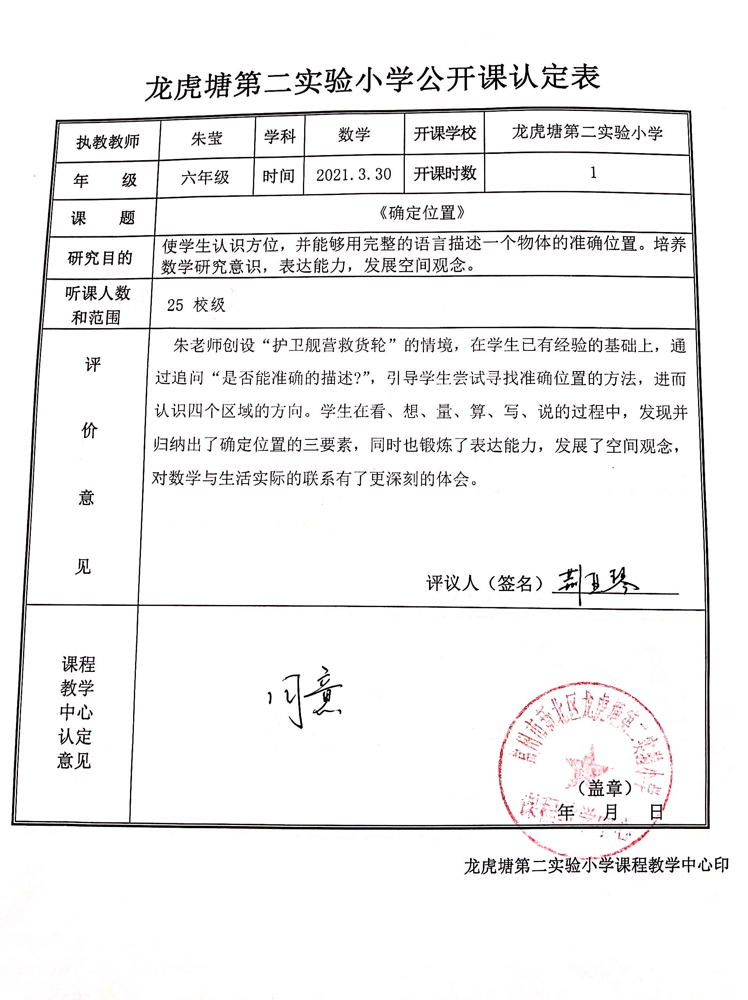 龙虎塘第二实验小学公开课认定表
执教教师 朱莹 学科 数学 开课学校 龙虎塘第二实验小学
年 级 六年级 时间 2021.3.30 开课时数 1
课 题 《确定位置》
研究目的 使学生认识方位，并能够用完整的语言描述一个物体的准确位置。培养
数学研究意识，表达能力，发展空间观念。
听课人数
和范围
25 校级
评
价
意
见
朱老师创设“护卫舰营救货轮”的情境，在学生已有经验的基础上，通
过追问“是否能准确的描述？”，引导学生尝试寻找准确位置的方法，进而
认识四个区域的方向。学生在看、想、量、算、写、说的过程中，发现并
归纳出了确定位置的三要素，同时也锻炼了表达能力，发展了空间观念，
对数学与生活实际的联系有了更深刻的体会。
评议人（签名）
课程
教学
中心
认定
意见
同意
常州市新北区龙虎塘第二实验小学
课程教学中心
（盖章）
年 月 日
龙虎塘第二实验小学课程教学中心印